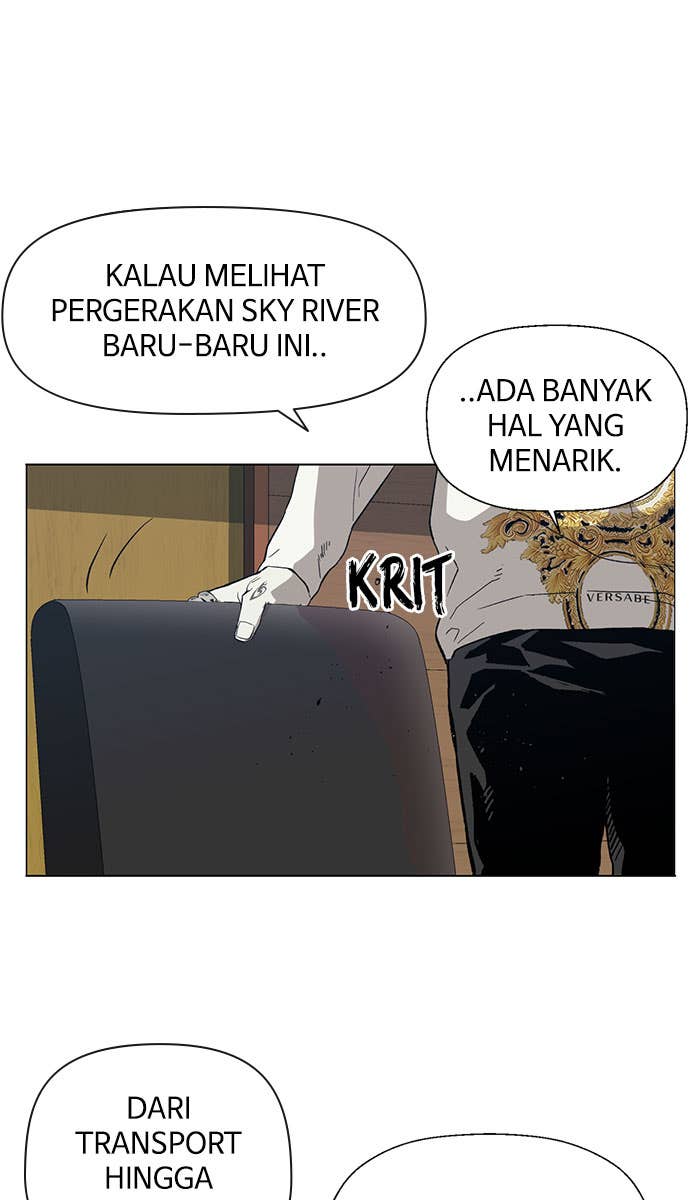 KALAU MELIHAT
PERGERAKAN SKY RIVER
BARU-BARU INI..
..ADA BANYAK
HAL YANG
MENARIK.
KRIT
VERSABE
DARI
TRANSPORT
HINGGA